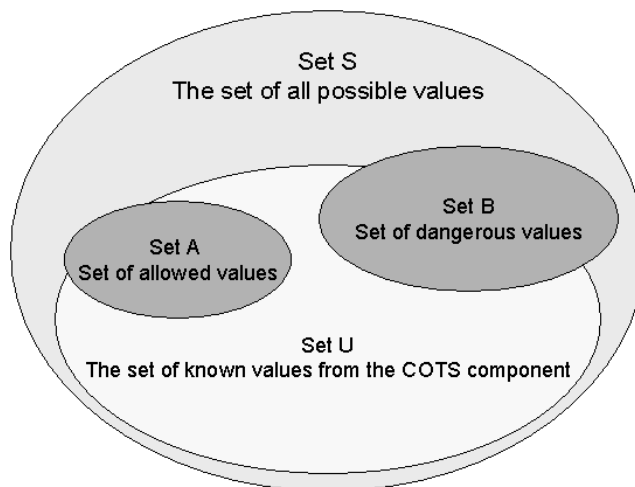 Set S
The set of all possible values
Set B
Set of dangerous values
Set A
Set of allowed values
Set U
The set of known values from the COTS component